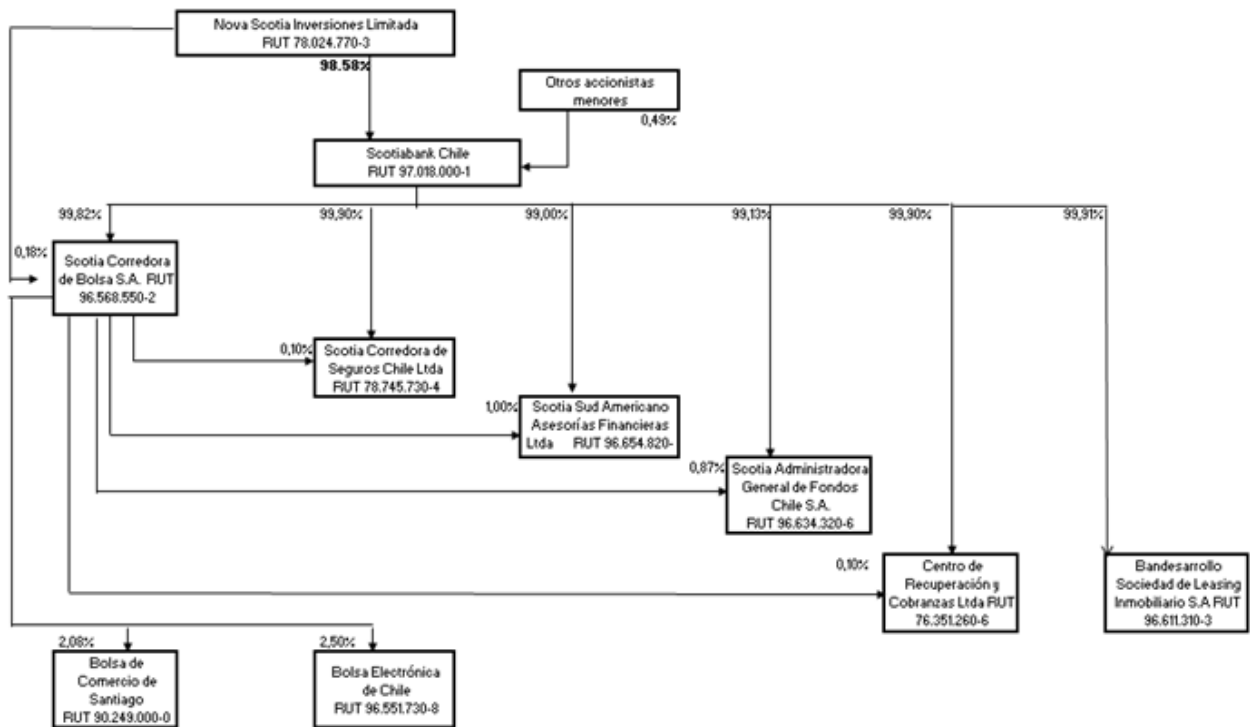 Nova Scotia Inversiones Limitada
RUT 78.024.770-3
98.58%
Otros accionistas
menores
0,49%
Scotiabank Chile
RUT 97.018.000-1
99,82%
99,90%
99,00%
99,13%
99,90%
99,91%
0,18%
Scotia Corredora
de Bolsa S.A. RUT
96.568.550-2
0,10%
Scotia Corredora de
Seguros Chile Ltda
RUT 78.745.730-4
1,00%
Scotia Sud Americano
Asesorías Financieras
Ltda RUT 96.654.820-
0,87%
Scotia Administradora
General de Fondos
Chile S.A.
RUT 96.634.320-6
0,10%
Centro de
Recuperación y
Cobranzas Ltda RUT
76.351.260-6
Bandesarrollo
Sociedad de Leasing
Inmobiliario S.A RUT
96.611.310-3
2,08%
Bolsa de
Comercio de
Santiago
RUT 90.249.000-0
2,50%
Bolsa Electrónica
de Chile
RUT 96.551.730-8